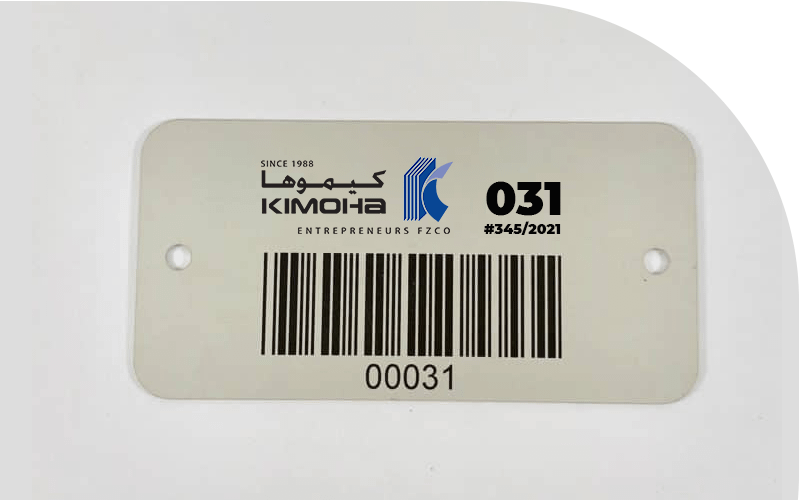 SINCE 1988
كيموها
KIMOHa
ENTREPRENEURS FZCO
031
#345/2021
00031